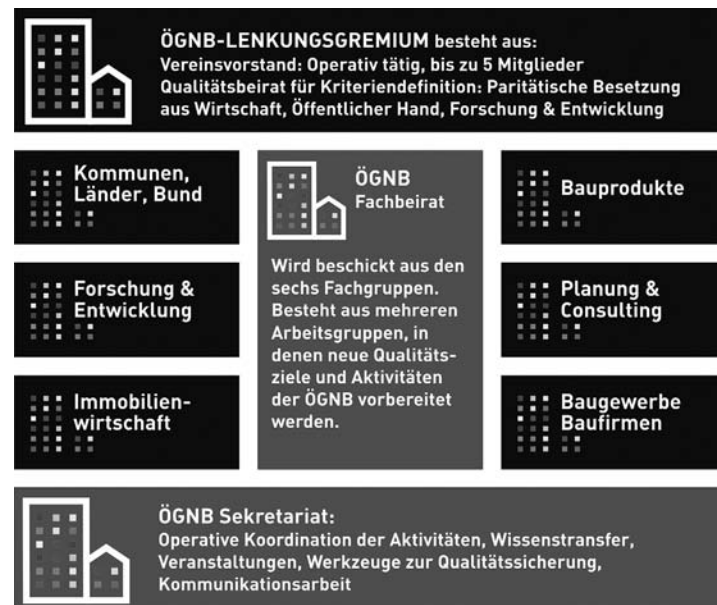 ÖGNB-LENKUNGSGREMIUM besteht aus:
Vereinsvorstand: Operativ tätig, bis zu 5 Mitglieder
Qualitätsbeirat für Kriteriendefinition: Paritätische Besetzung
aus Wirtschaft, Öffentlicher Hand, Forschung & Entwicklung
Kommunen,
Länder, Bund
Forschung &
Entwicklung
Immobilien-
wirtschaft
ÖGNB
Fachbeirat
Wird beschickt aus den
sechs Fachgruppen.
Besteht aus mehreren
Arbeitsgruppen, in
denen neue Qualitäts-
ziele und Aktivitäten
der ÖGNB vorbereitet
werden.
Bauprodukte
Planung &
Consulting
Baugewerbe
Baufirmen
ÖGNB Sekretariat:
Operative Koordination der Aktivitäten, Wissenstransfer,
Veranstaltungen, Werkzeuge zur Qualitätssicherung,
Kommunikationsarbeit